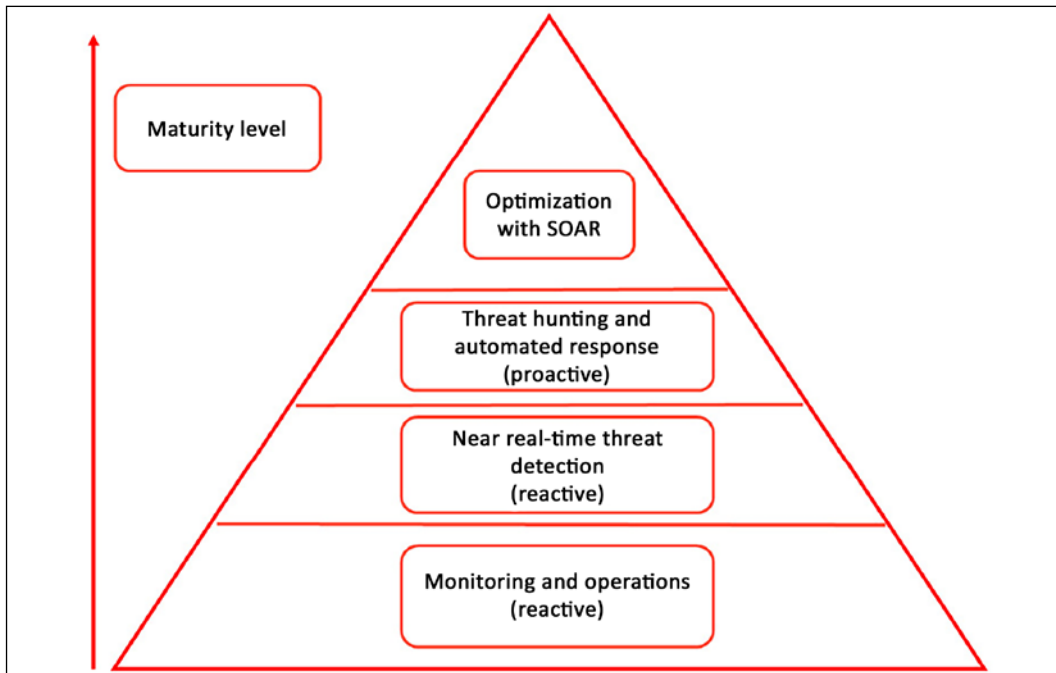 Maturity level
Optimization
with SOAR
Threat hunting and
automated response
(proactive)
Near real-time threat
detection
(reactive)
Monitoring and operations
(reactive)